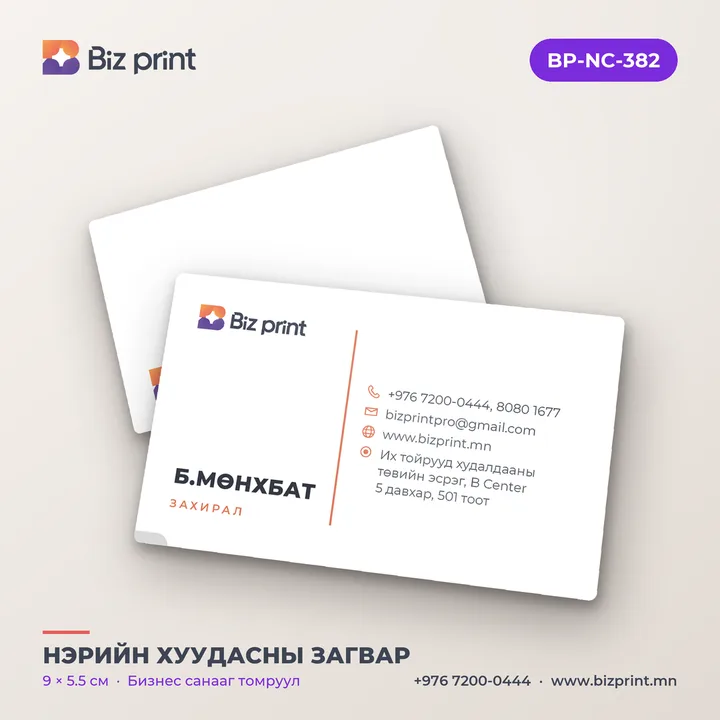 Biz print
BP-NC-382
Biz print
+976 7200-0444, 8080 1677
bizprintpro@gmail.com
www.bizprint.mn
Их тойрууд худалдааны
төвийн эсрэг, B Center
5 давхар, 501 тоот
Б.МӨНХБАТ
ЗАХИРАЛ
НЭРИЙН ХУУДАСНЫ ЗАГВАР
9 × 5.5 см · Бизнес санааг томруул
+976 7200-0444 · www.bizprint.mn